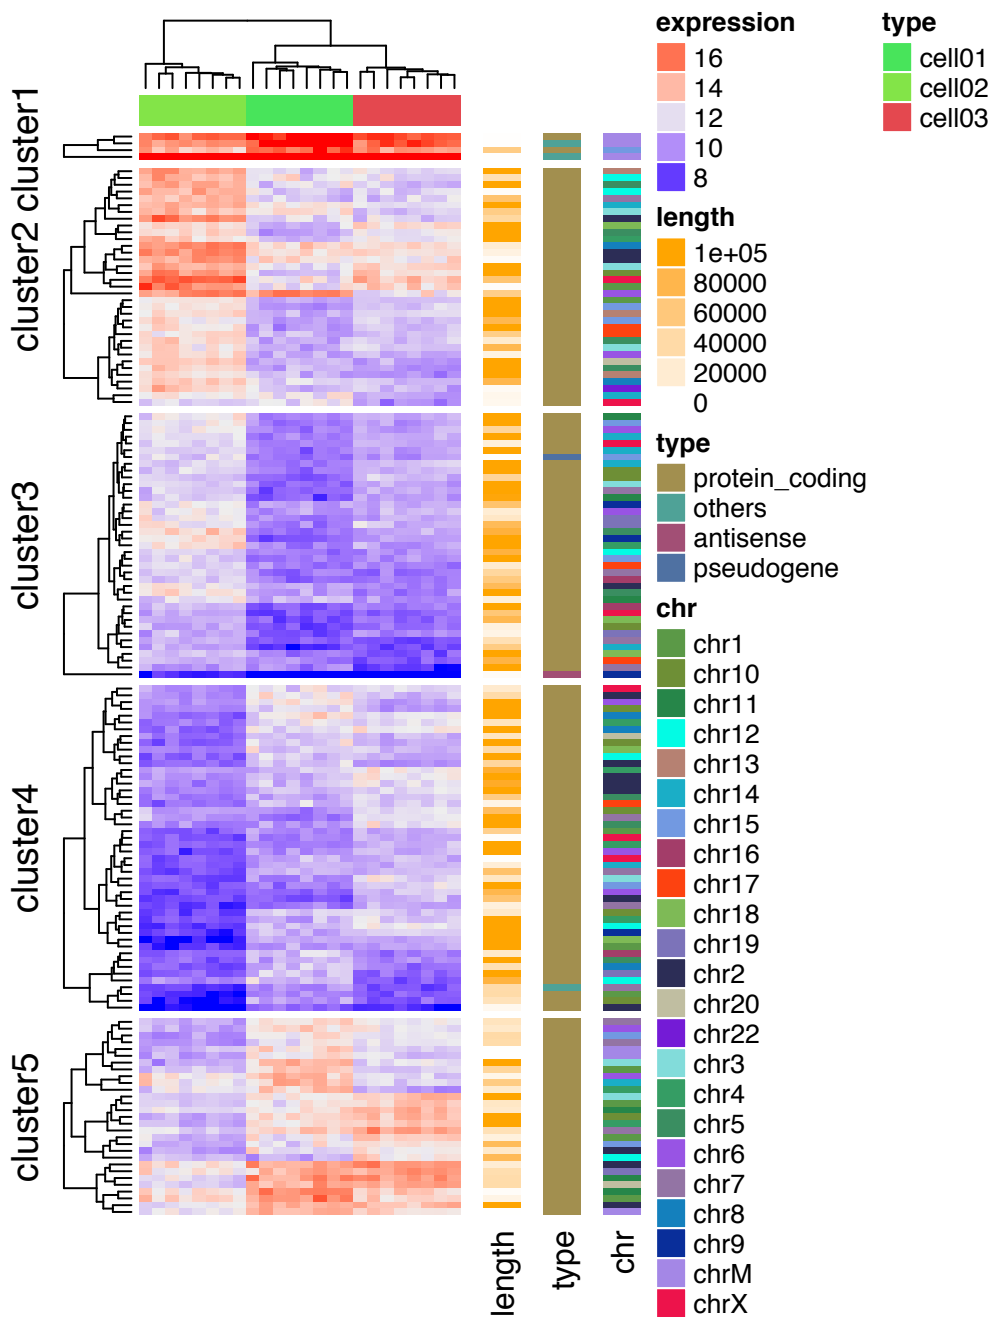 expression
16
14
12
10
8
length
1e+05
80000
60000
40000
20000
0
type
protein_coding
others
antisense
pseudogene
chr
chr1
chr10
chr11
chr12
chr13
chr14
chr15
chr16
chr17
chr18
chr19
chr2
chr20
chr22
chr3
chr4
chr5
chr6
chr7
chr8
chr9
chrM
chrX
type
cell01
cell02
cell03
cluster1
cluster2
cluster3
cluster4
cluster5
length
type
chr